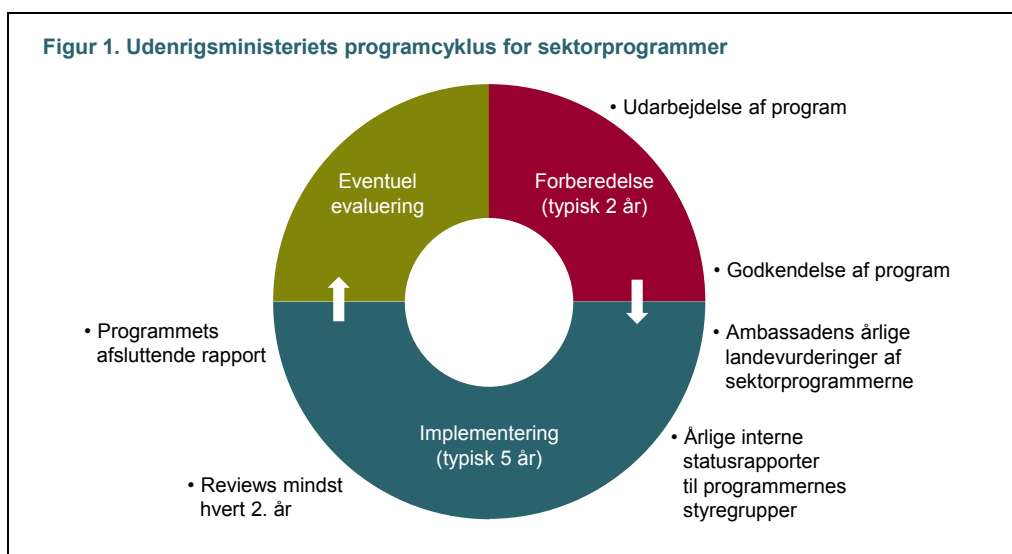 Figur 1. Udenrigsministeriets programcyklus for sektorprogrammer
• Udarbejdelse af program
Eventuel
evaluering
Forberedelse
(typisk 2 år)
• Godkendelse af program
• Programmets
afsluttende rapport
• Ambassadens årlige
landevurderinger af
sektorprogrammerne
Implementering
(typisk 5 år)
• Årlige interne
statusrapporter
til programmernes
styregrupper
• Reviews mindst
hvert 2. år